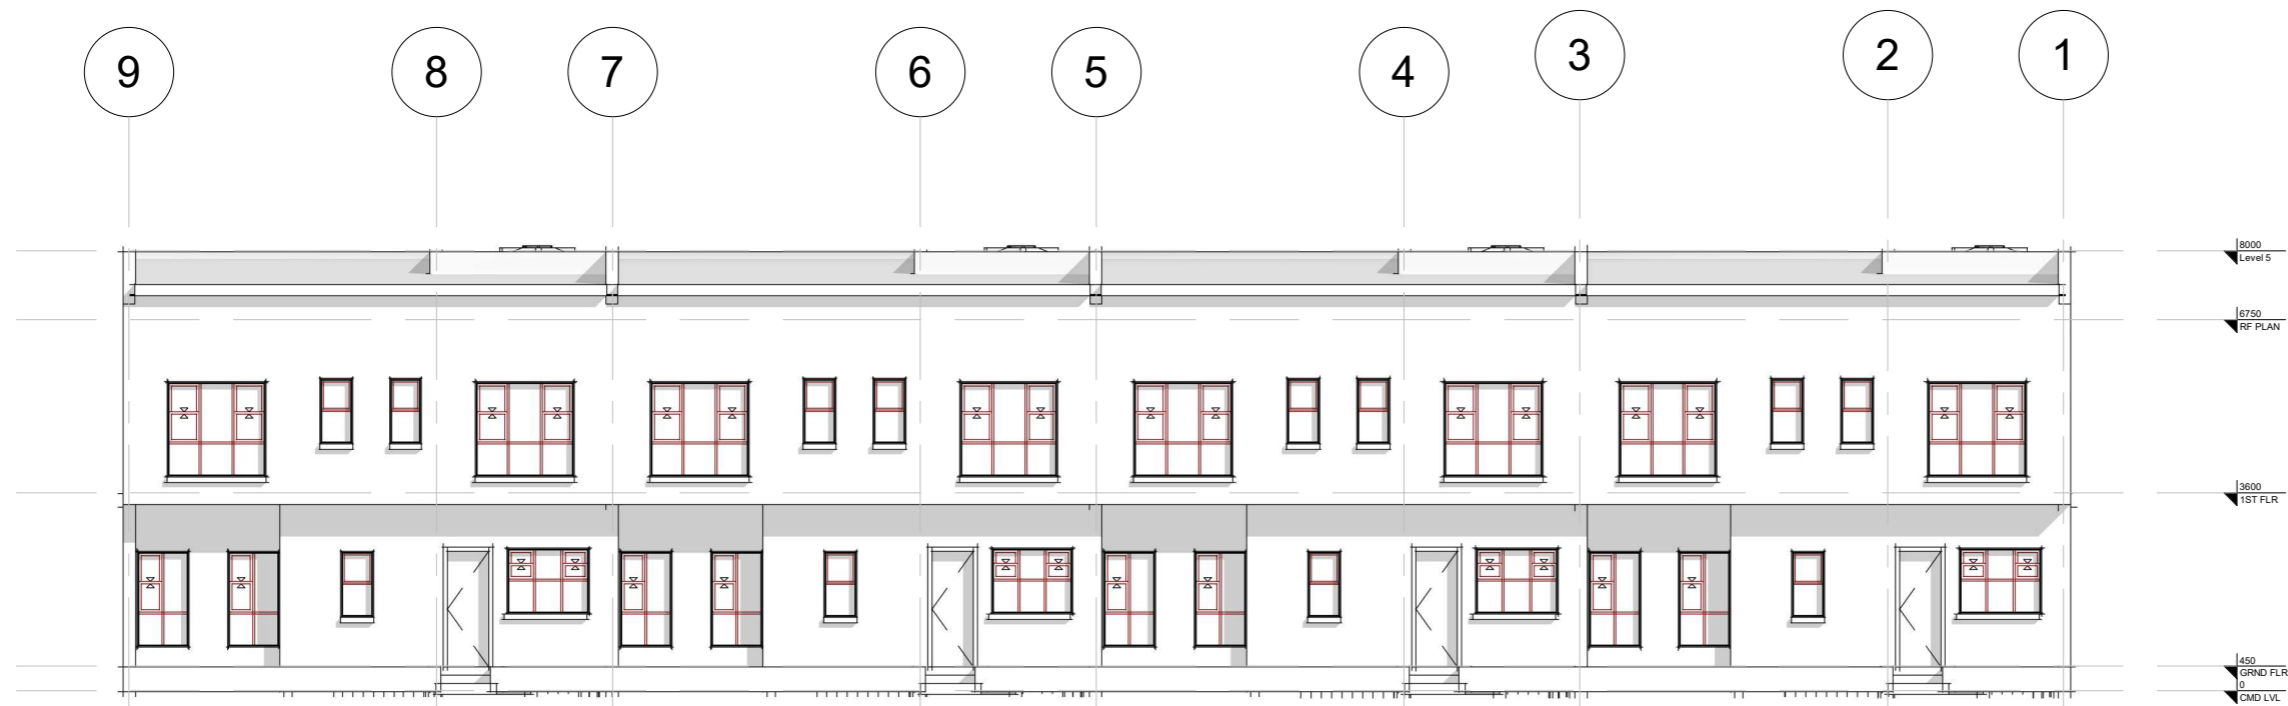 9 8 7 6 5 4 3 2 1
8000
Level 5
6750
RF PLAN
3600
1ST FLR
450
GRND FLR
0
CMD LVL